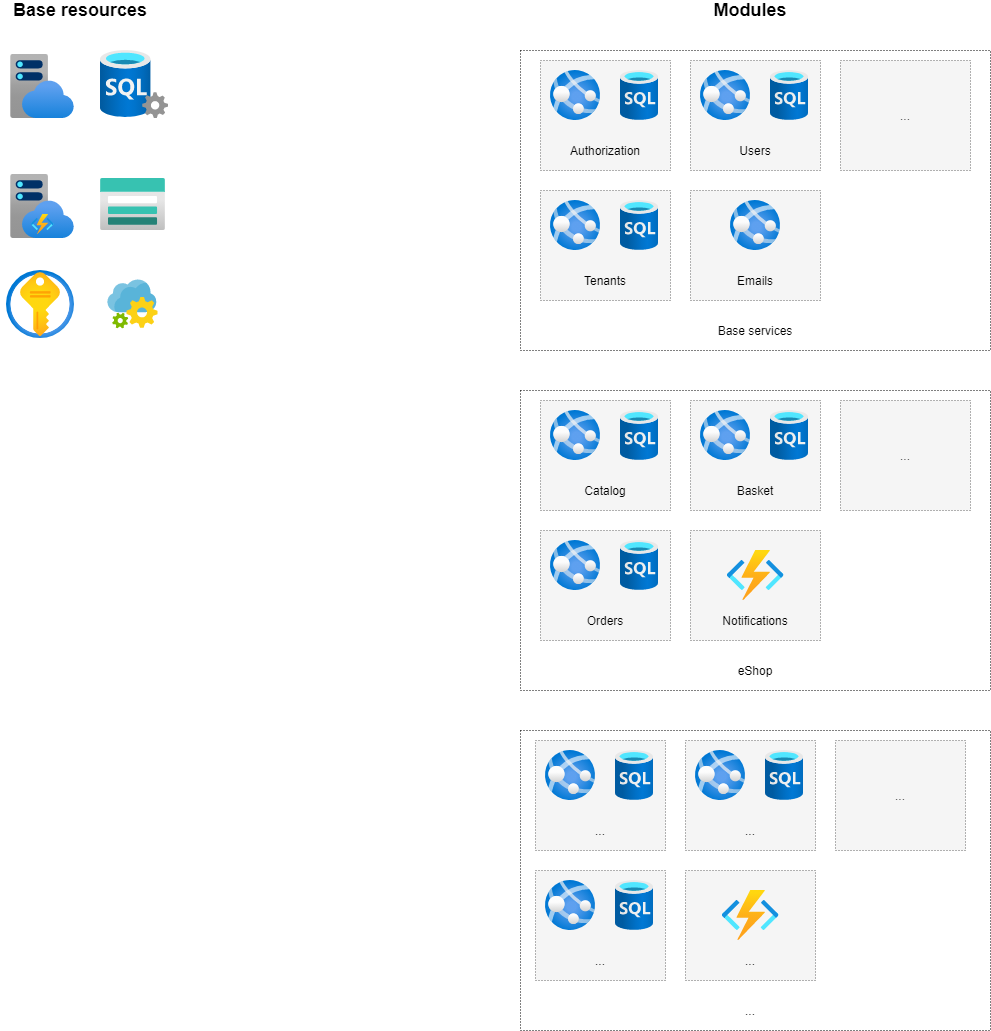 Base resources
Modules
SQL
SQL
SQL
Authorization
Users
...
SQL
Tenants
Emails
Base services
SQL
SQL
Catalog
Basket
...
SQL
Orders
Notifications
eShop
SQL
SQL
...
...
...
SQL
...
...
...